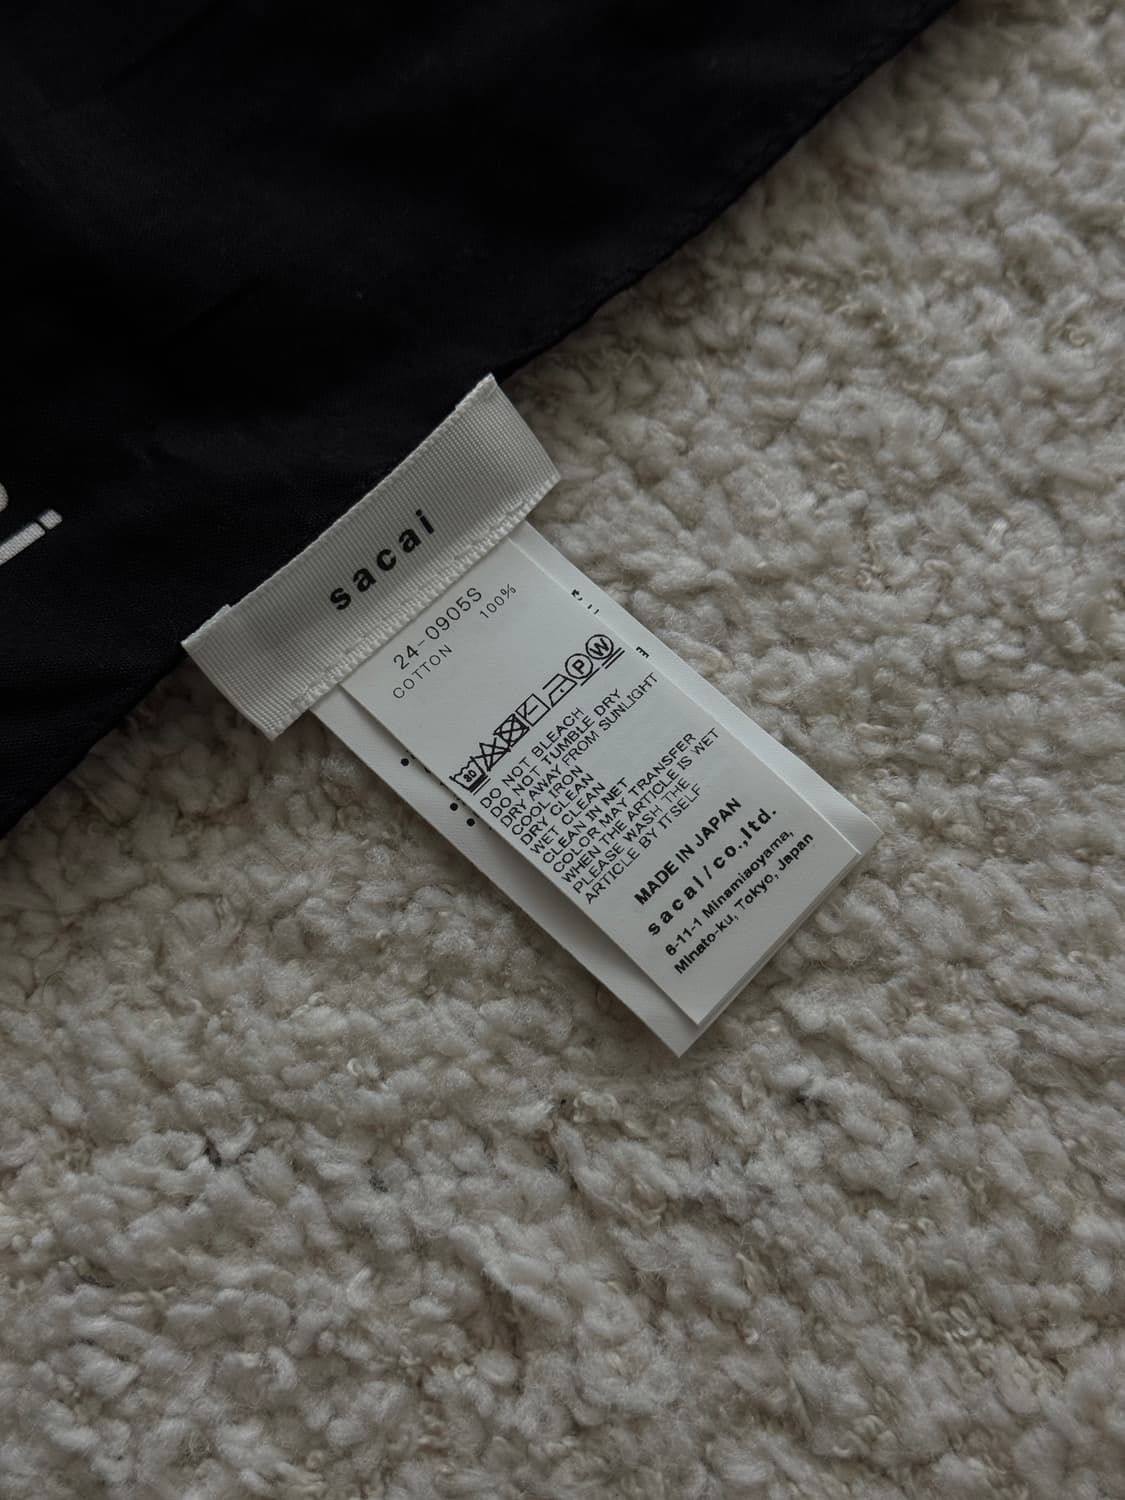 sacai
24-0905S
COTTON 100%
30
P
W
DO NOT BLEACH
DO NOT TUMBLE DRY
DRY AWAY FROM SUNLIGHT
COOL IRON
DRY CLEAN
WET CLEAN
CLEAN IN NET
COLOR MAY TRANSFER
WHEN THE ARTICLE IS WET
PLEASE WASH THE
ARTICLE BY ITSELF
MADE IN JAPAN
sacai/co.,ltd.
6-11-1 Minamiaoyama,
Minato-ku, Tokyo, Japan